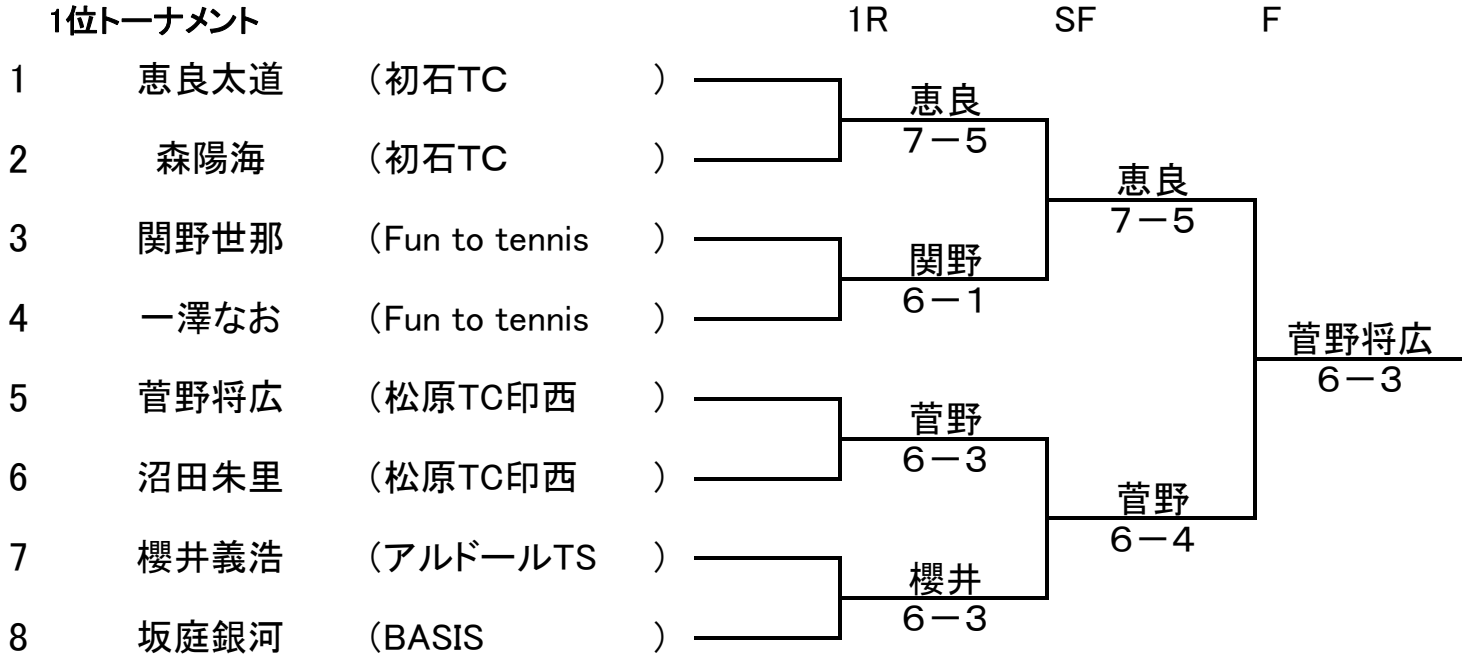 1位トーナメント 1R SF F
1 恵良太道 （初石TC ）
恵良
7－5
2 森陽海 （初石TC ）
恵良
7－5
3 関野世那 （Fun to tennis ）
関野
6－1
4 一澤なお （Fun to tennis ）
菅野将広
6－3
5 菅野将広 （松原TC印西 ）
菅野
6－3
6 沼田朱里 （松原TC印西 ）
菅野
6－4
7 櫻井義浩 （アルドールTS ）
櫻井
6－3
8 坂庭銀河 （BASIS ）